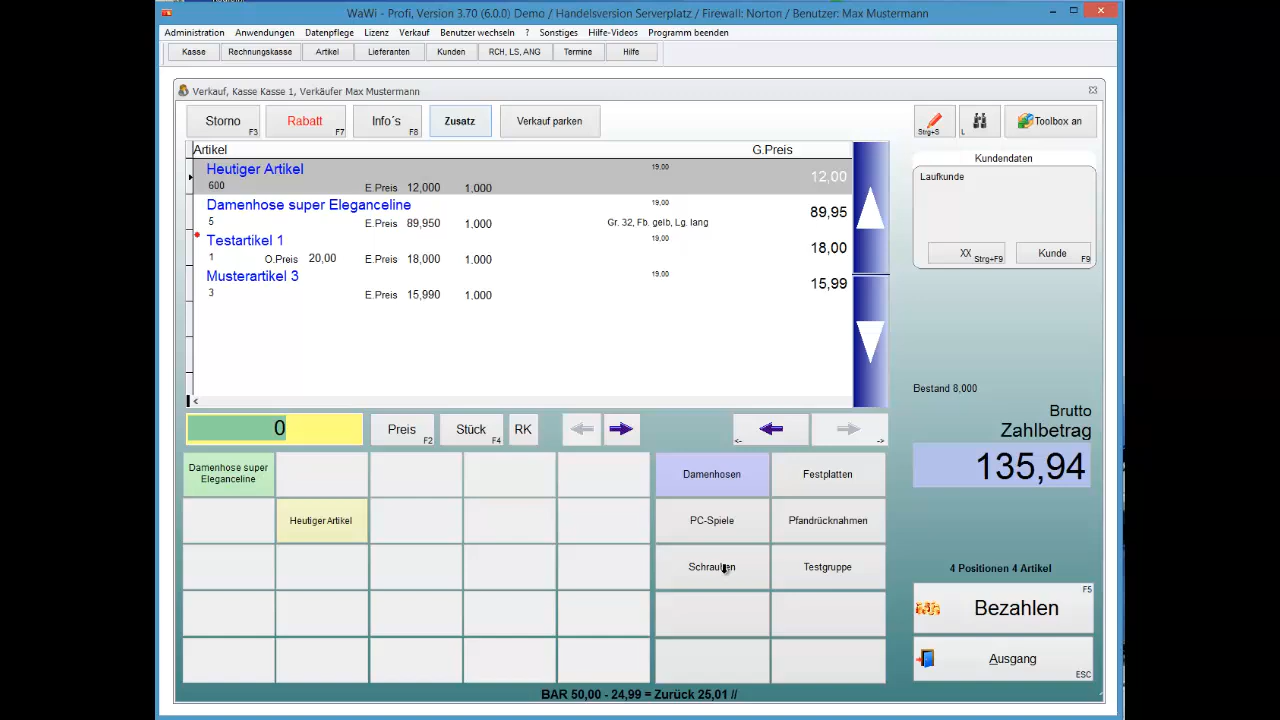 WaWi - Profi, Version 3.70 (6.0.0) Demo / Handelsversion Serverplatz / Firewall: Norton / Benutzer: Max Mustermann
Administration Anwendungen Datenpflege Lizenz Verkauf Benutzer wechseln ? Sonstiges Hilfe-Videos Programm beenden
Kasse Rechnungskasse Artikel Lieferanten Kunden RCH, LS, ANG Termine Hilfe
Verkauf, Kasse Kasse 1, Verkäufer Max Mustermann
Storno F3 Rabatt F7 Info´s F8 Zusatz Verkauf parken Strg+S L Toolbox an
Artikel G.Preis
Heutiger Artikel 19,00 12,00
600 E.Preis 12,000 1,000
Damenhose super Eleganceline 19,00 89,95
5 E.Preis 89,950 1,000 Gr. 32, Fb. gelb, Lg. lang
Testartikel 1 19,00 18,00
1 O.Preis 20,00 E.Preis 18,000 1,000
Musterartikel 3 19,00 15,99
3 E.Preis 15,990 1,000
Kundendaten
Laufkunde
XX Strg+F9 Kunde F9
Bestand 8,000
Brutto
Zahlbetrag
135,94
0 Preis F2 Stück F4 RK <- ->
Damenhose super
Eleganceline
Heutiger Artikel
Damenhosen Festplatten
PC-Spiele Pfandrücknahmen
Schrauben Testgruppe
4 Positionen 4 Artikel
Bezahlen F5
Ausgang ESC
BAR 50,00 - 24,99 = Zurück 25,01 //